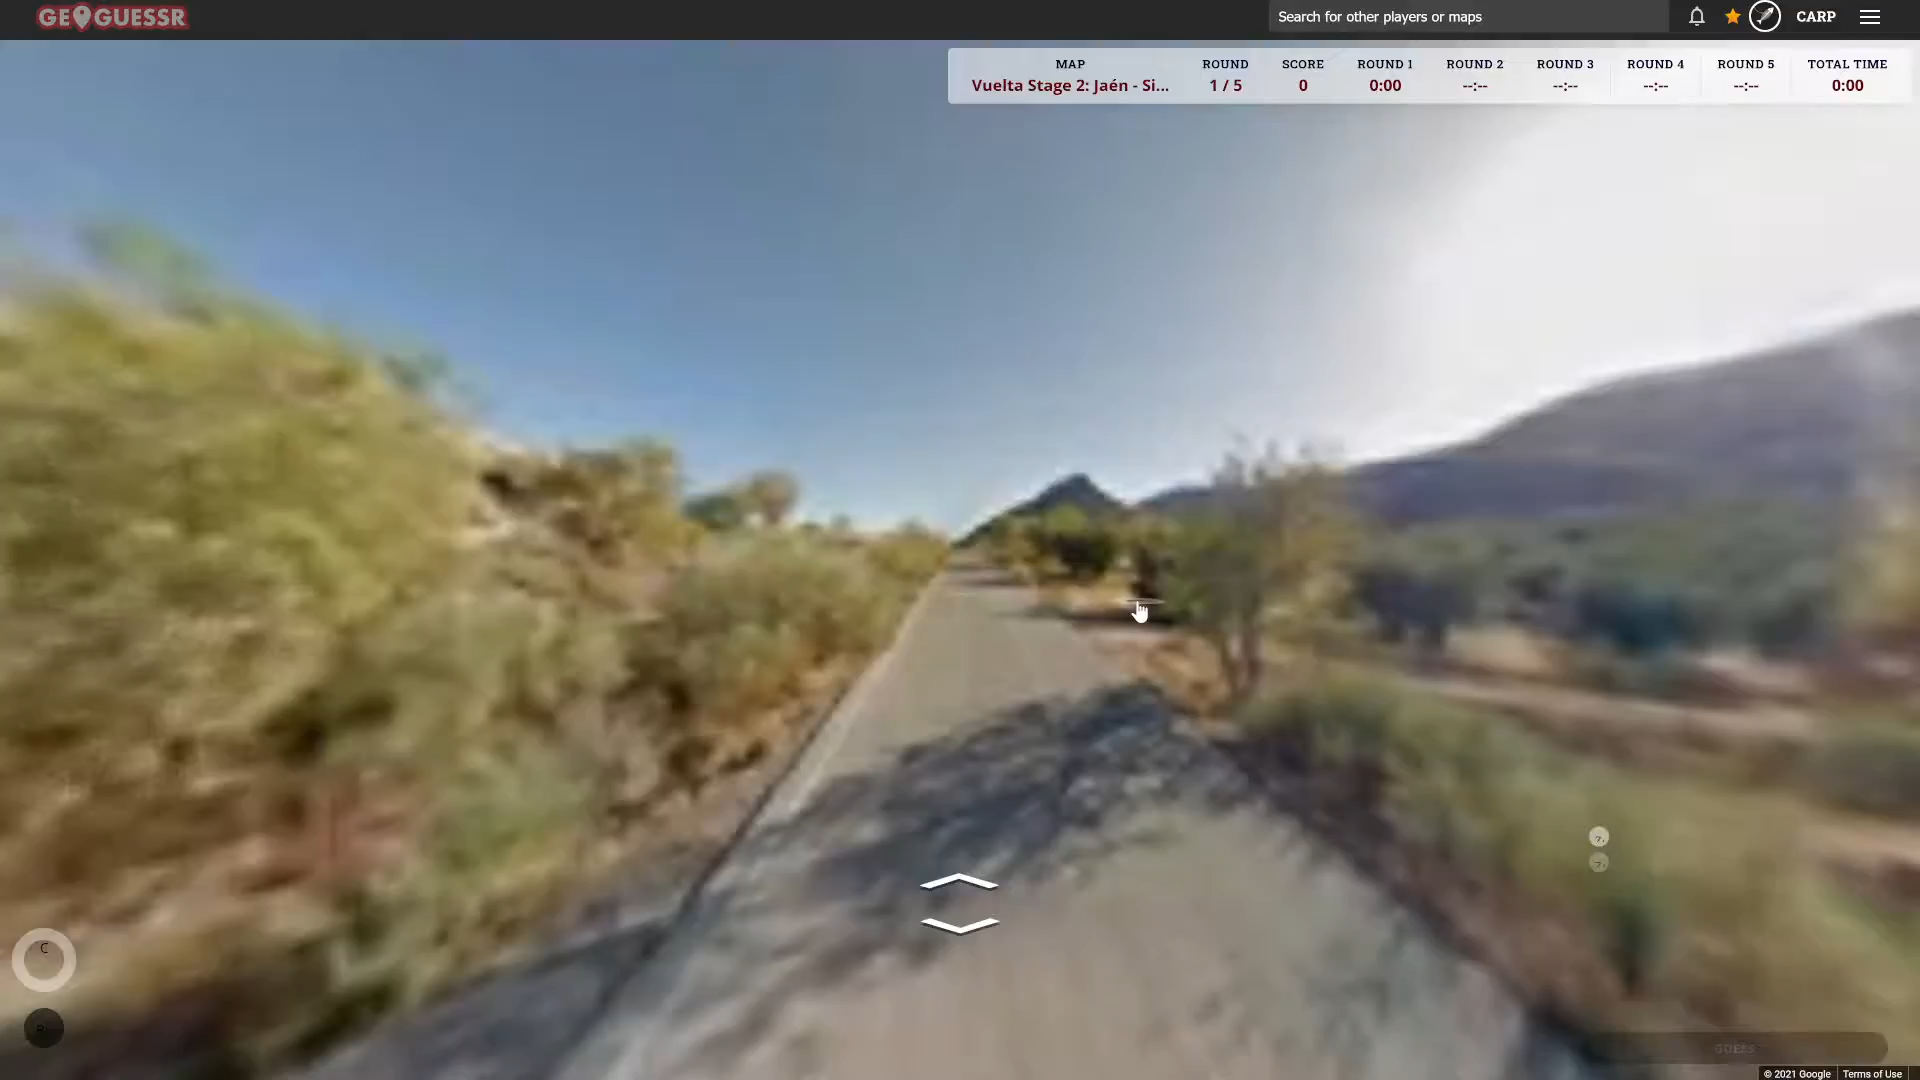 GEOGUESSR
Search for other players or maps
CARP
MAP ROUND SCORE ROUND 1 ROUND 2 ROUND 3 ROUND 4 ROUND 5 TOTAL TIME
Vuelta Stage 2: Jaén - Si... 1 / 5 0 0:00 --:-- --:-- --:-- --:-- 0:00
C
GUESS
© 2021 Google Terms of Use